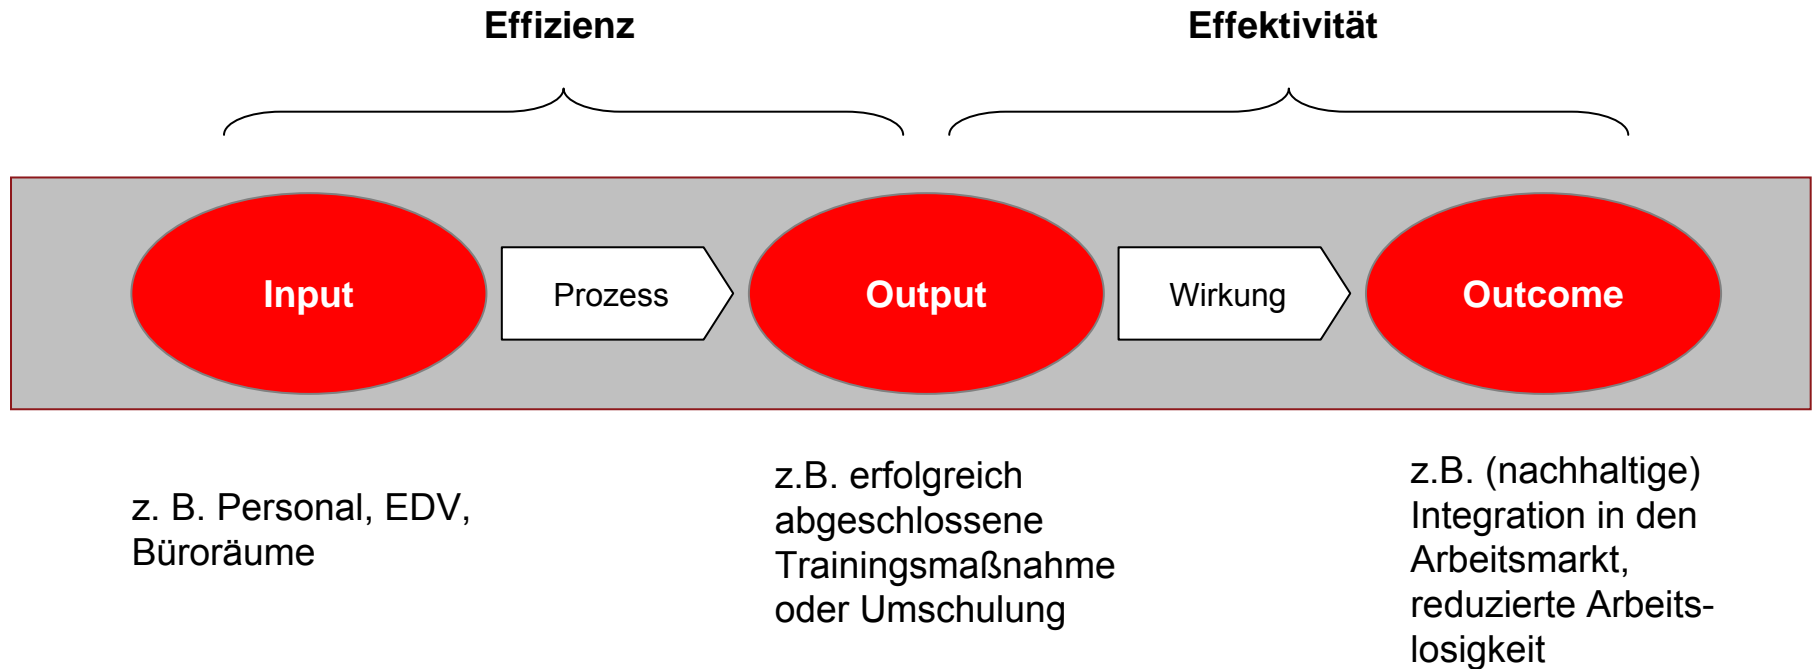 Effizienz
Effektivität
Input
Prozess
Output
Wirkung
Outcome
z. B. Personal, EDV,
Büroräume
z.B. erfolgreich
abgeschlossene
Trainingsmaßnahme
oder Umschulung
z.B. (nachhaltige)
Integration in den
Arbeitsmarkt,
reduzierte Arbeits-
losigkeit